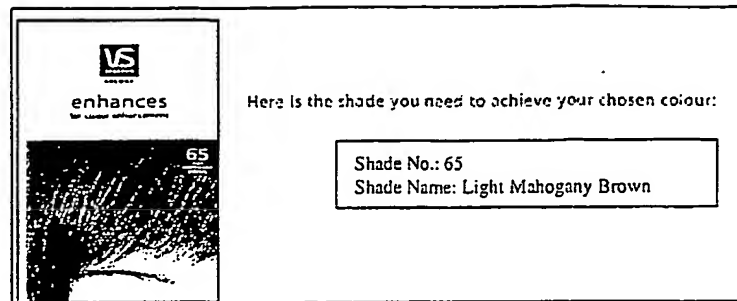 VS
enhances
65
Here is the shade you need to achieve your chosen colour:
Shade No.: 65
Shade Name: Light Mahogany Brown